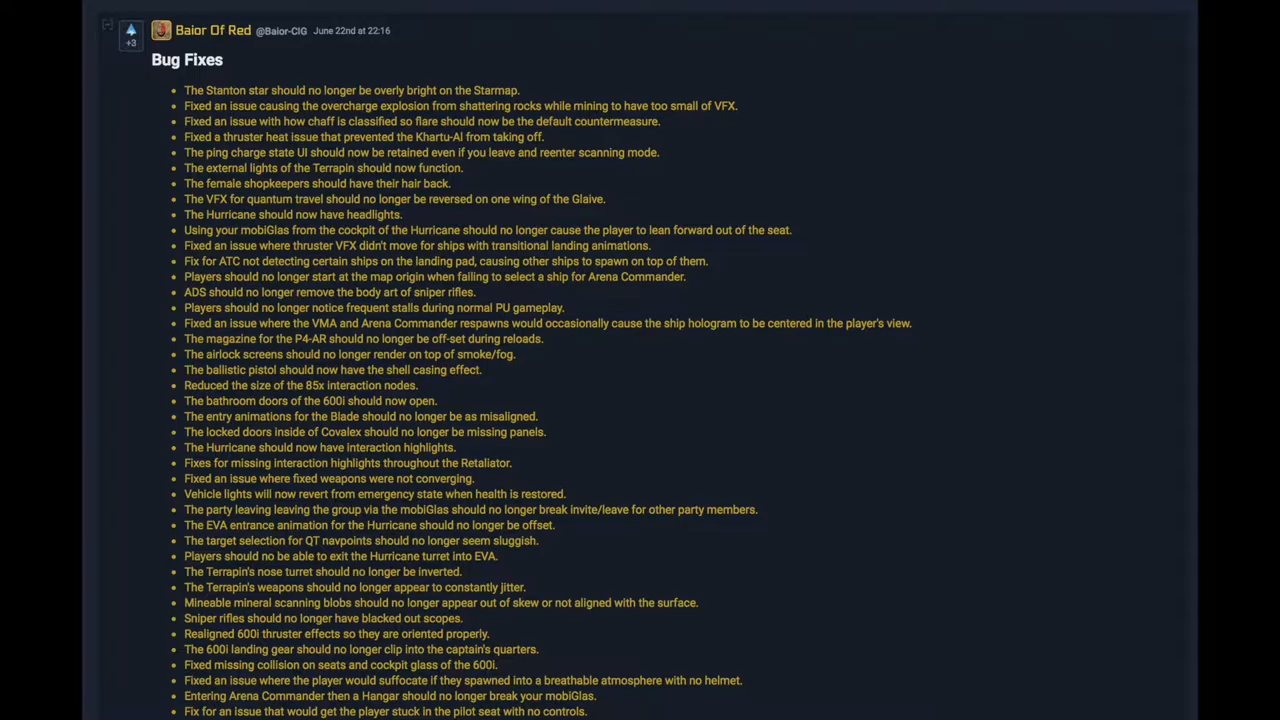 [-]
Baior Of Red @Baior-CIG June 22nd at 22:16
+3
Bug Fixes
The Stanton star should no longer be overly bright on the Starmap.
Fixed an issue causing the overcharge explosion from shattering rocks while mining to have too small of VFX.
Fixed an issue with how chaff is classified so flare should now be the default countermeasure.
Fixed a thruster heat issue that prevented the Khartu-Al from taking off.
The ping charge state UI should now be retained even if you leave and reenter scanning mode.
The external lights of the Terrapin should now function.
The female shopkeepers should have their hair back.
The VFX for quantum travel should no longer be reversed on one wing of the Glaive.
The Hurricane should now have headlights.
Using your mobiGlas from the cockpit of the Hurricane should no longer cause the player to lean forward out of the seat.
Fixed an issue where thruster VFX didn't move for ships with transitional landing animations.
Fix for ATC not detecting certain ships on the landing pad, causing other ships to spawn on top of them.
Players should no longer start at the map origin when failing to select a ship for Arena Commander.
ADS should no longer remove the body art of sniper rifles.
Players should no longer notice frequent stalls during normal PU gameplay.
Fixed an issue where the VMA and Arena Commander respawns would occasionally cause the ship hologram to be centered in the player's view.
The magazine for the P4-AR should no longer be off-set during reloads.
The airlock screens should no longer render on top of smoke/fog.
The ballistic pistol should now have the shell casing effect.
Reduced the size of the 85x interaction nodes.
The bathroom doors of the 600i should now open.
The entry animations for the Blade should no longer be as misaligned.
The locked doors inside of Covalex should no longer be missing panels.
The Hurricane should now have interaction highlights.
Fixes for missing interaction highlights throughout the Retaliator.
Fixed an issue where fixed weapons were not converging.
Vehicle lights will now revert from emergency state when health is restored.
The party leaving leaving the group via the mobiGlas should no longer break invite/leave for other party members.
The EVA entrance animation for the Hurricane should no longer be offset.
The target selection for QT navpoints should no longer seem sluggish.
Players should no be able to exit the Hurricane turret into EVA.
The Terrapin's nose turret should no longer be inverted.
The Terrapin's weapons should no longer appear to constantly jitter.
Mineable mineral scanning blobs should no longer appear out of skew or not aligned with the surface.
Sniper rifles should no longer have blacked out scopes.
Realigned 600i thruster effects so they are oriented properly.
The 600i landing gear should no longer clip into the captain's quarters.
Fixed missing collision on seats and cockpit glass of the 600i.
Fixed an issue where the player would suffocate if they spawned into a breathable atmosphere with no helmet.
Entering Arena Commander then a Hangar should no longer break your mobiGlas.
Fix for an issue that would get the player stuck in the pilot seat with no controls.